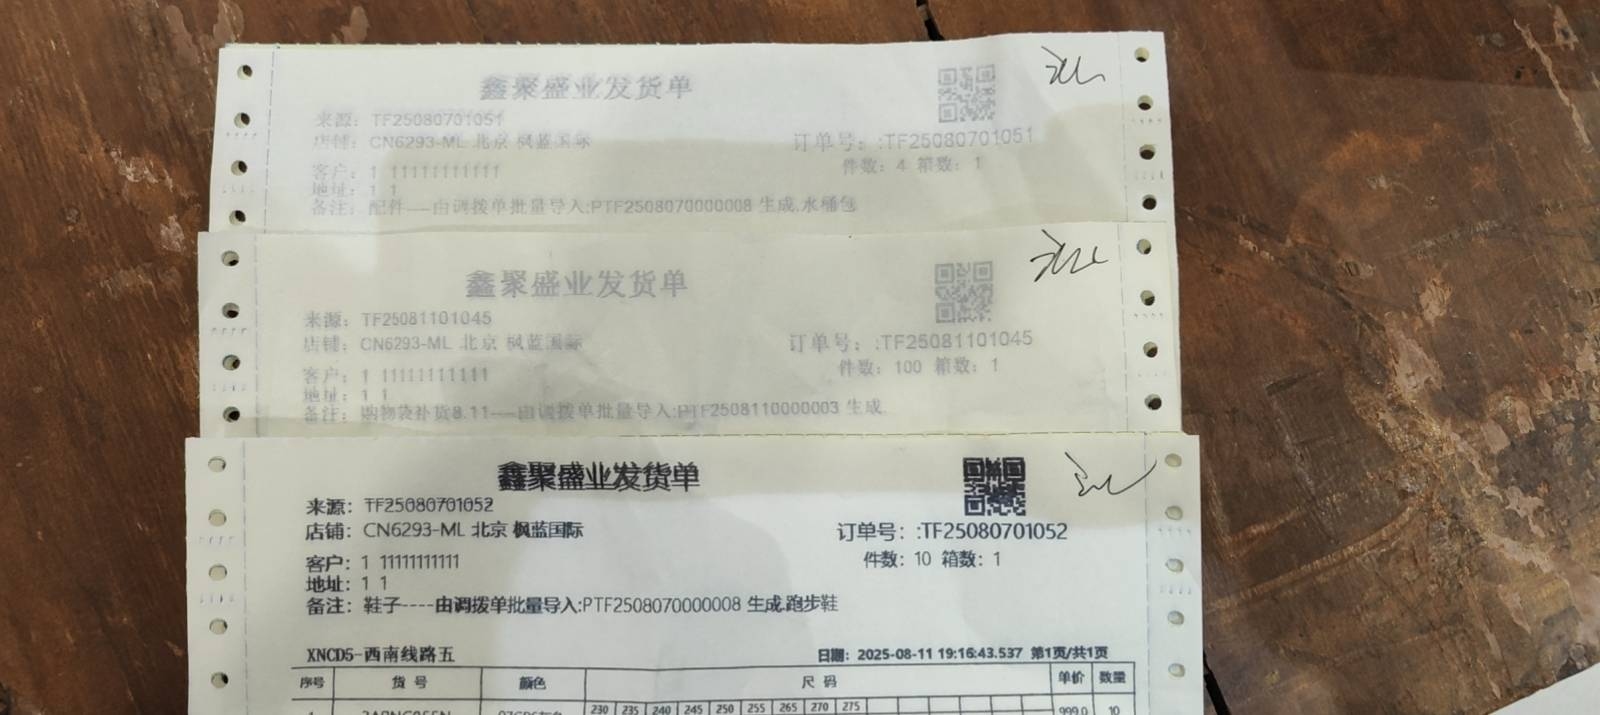 鑫聚盛业发货单
来源: TF25080701051
店铺: CN6293-ML 北京 枫蓝国际
订单号: :TF25080701051
件数: 4 箱数: 1
客户: 1 11111111111
地址: 1 1
备注: 配件----由调拨单批量导入:PTF2508070000008 生成.水桶包
鑫聚盛业发货单
来源: TF25081101045
店铺: CN6293-ML 北京 枫蓝国际
订单号: :TF25081101045
件数: 100 箱数: 1
客户: 1 11111111111
地址: 1 1
备注: 购物袋补货8.11----由调拨单批量导入:PTF2508110000003 生成.
鑫聚盛业发货单
来源: TF25080701052
店铺: CN6293-ML 北京 枫蓝国际
订单号: :TF25080701052
件数: 10 箱数: 1
客户: 1 11111111111
地址: 1 1
备注: 鞋子----由调拨单批量导入:PTF2508070000008 生成.跑步鞋
XNCD5-西南线路五
日期: 2025-08-11 19:16:43.537 第1页/共1页
序号 货号 颜色 尺码 单价 数量
230 235 240 245 250 255 265 270 275
999.0 10